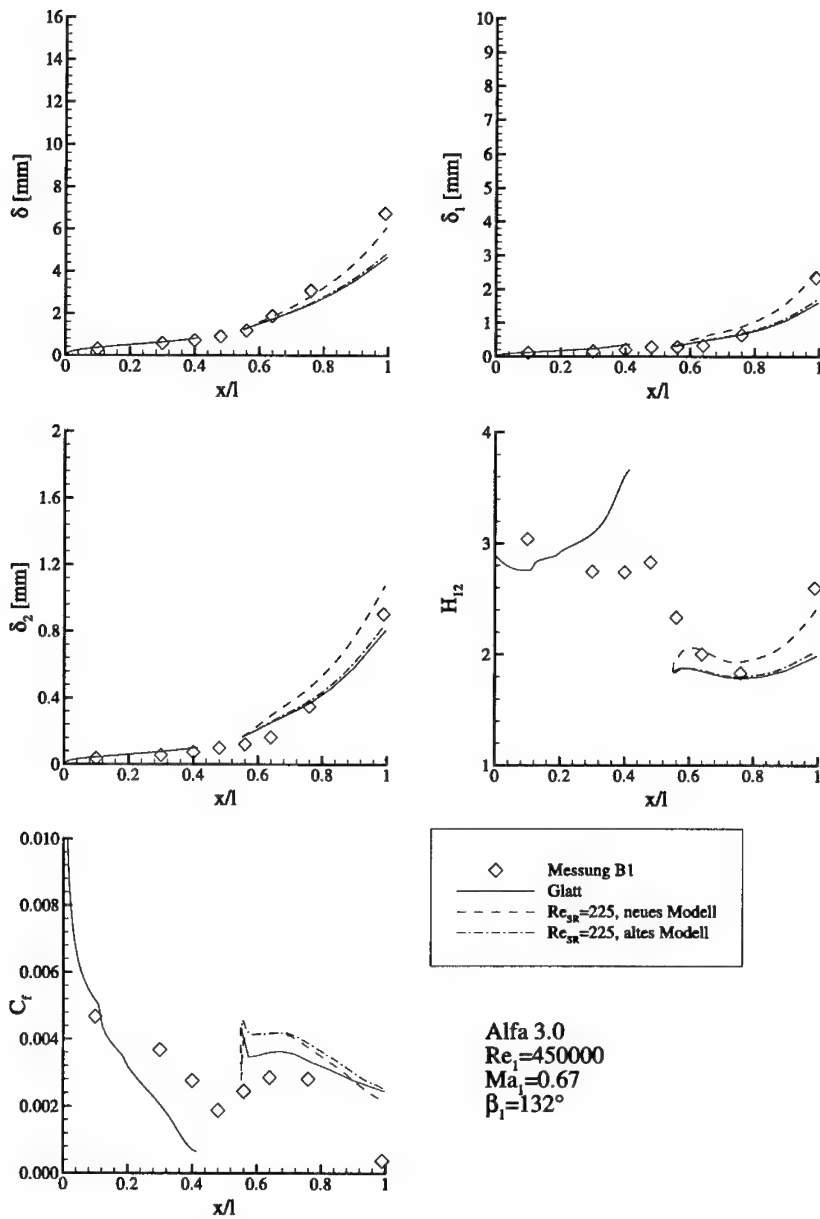 16
14
12
10
8
6
4
2
0
δ [mm]
0 0.2 0.4 0.6 0.8 1
x/l
10
9
8
7
6
5
4
3
2
1
0
δ₁ [mm]
0 0.2 0.4 0.6 0.8 1
x/l
2
1.6
1.2
0.8
0.4
0
δ₂ [mm]
0 0.2 0.4 0.6 0.8 1
x/l
4
3
2
1
H₁₂
0 0.2 0.4 0.6 0.8 1
x/l
0.010
0.008
0.006
0.004
0.002
0.000
C_f
0 0.2 0.4 0.6 0.8 1
x/l
Messung B1
Glatt
Re_SR=225, neues Modell
Re_SR=225, altes Modell
Alfa 3.0
Re₁=450000
Ma₁=0.67
β₁=132°